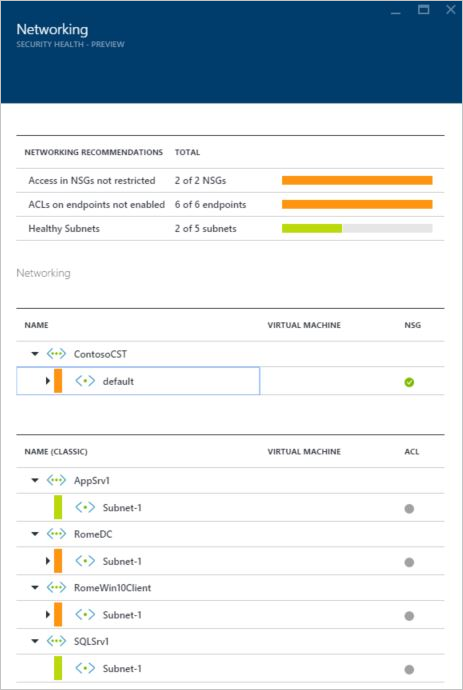 Networking
SECURITY HEALTH - PREVIEW
NETWORKING RECOMMENDATIONS TOTAL
Access in NSGs not restricted 2 of 2 NSGs
ACLs on endpoints not enabled 6 of 6 endpoints
Healthy Subnets 2 of 5 subnets
Networking
NAME VIRTUAL MACHINE NSG
ContosoCST
default
NAME (CLASSIC) VIRTUAL MACHINE ACL
AppSrv1
Subnet-1
RomeDC
Subnet-1
RomeWin10Client
Subnet-1
SQLSrv1
Subnet-1